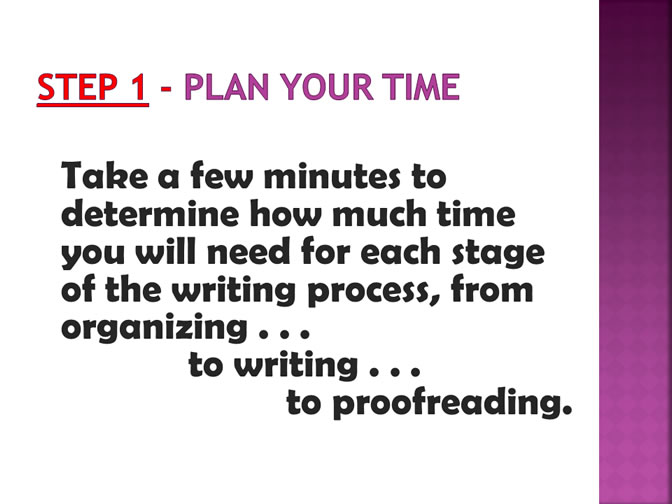 STEP 1 - PLAN YOUR TIME
Take a few minutes to
determine how much time
you will need for each stage
of the writing process, from
organizing . . .
to writing . . .
to proofreading.